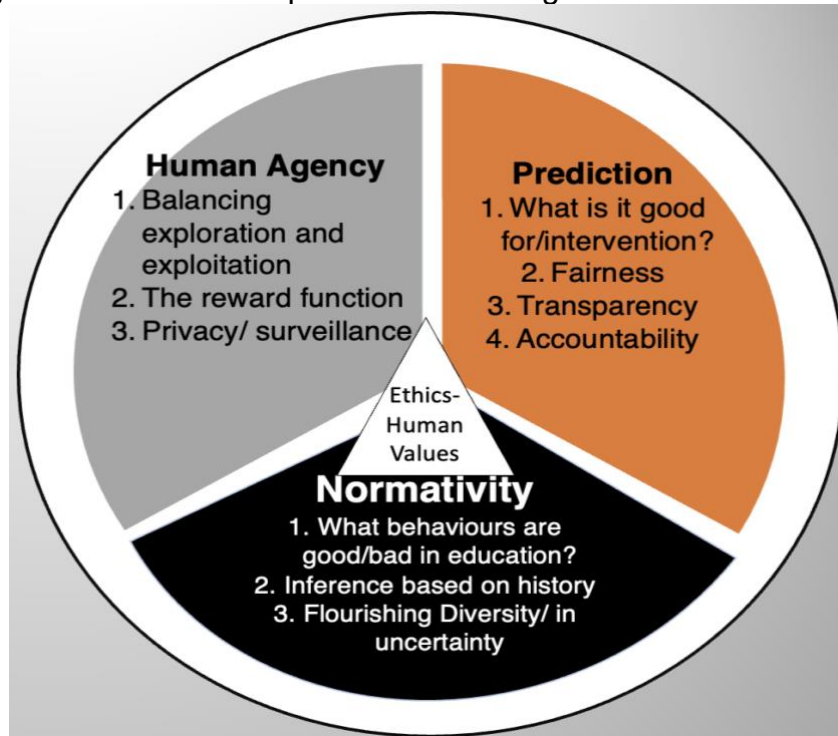 Human Agency
1. Balancing
exploration and
exploitation
2. The reward function
3. Privacy/ surveillance
Prediction
1. What is it good
for/intervention?
2. Fairness
3. Transparency
4. Accountability
Ethics-
Human
Values
Normativity
1. What behaviours are
good/bad in education?
2. Inference based on history
3. Flourishing Diversity/ in
uncertainty